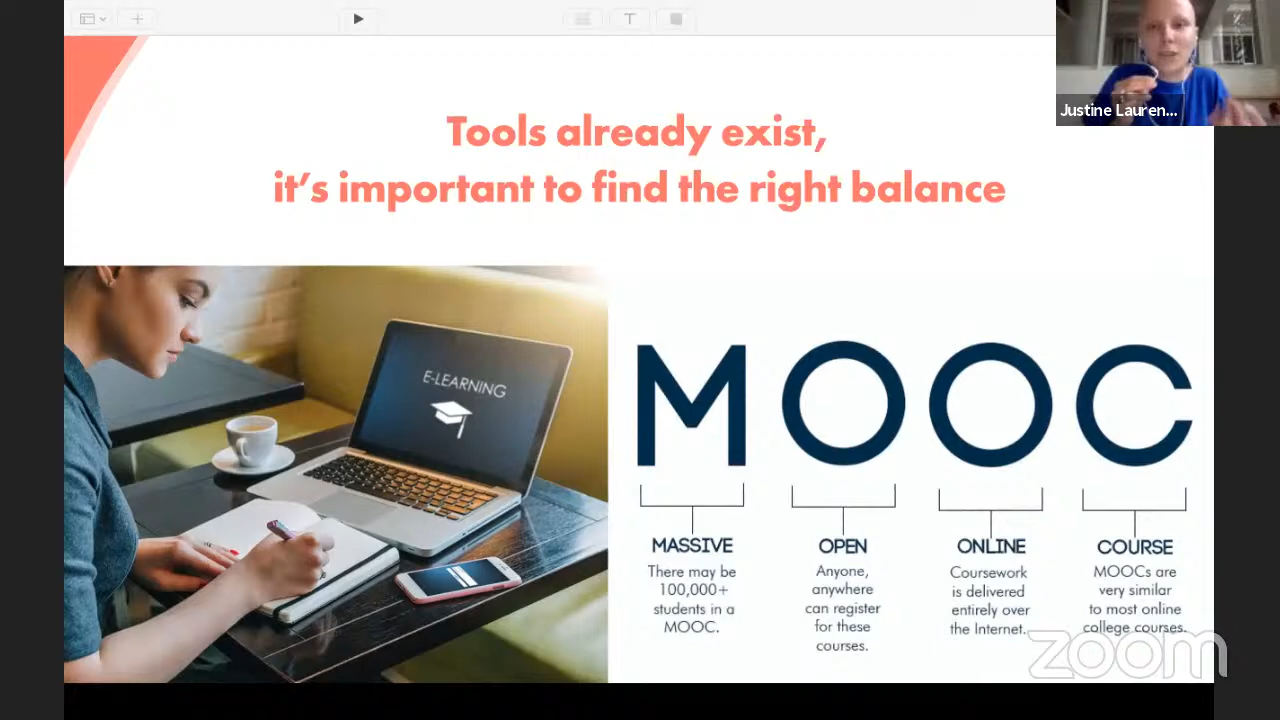 Justine Lauren...
Tools already exist,
it's important to find the right balance
E-LEARNING
MOOC
MASSIVE
There may be
100,000+
students in a
MOOC.
OPEN
Anyone,
anywhere
can register
for these
courses.
ONLINE
Coursework
is delivered
entirely over
the Internet.
COURSE
MOOCs are
very similar
to most online
college courses.
zoom